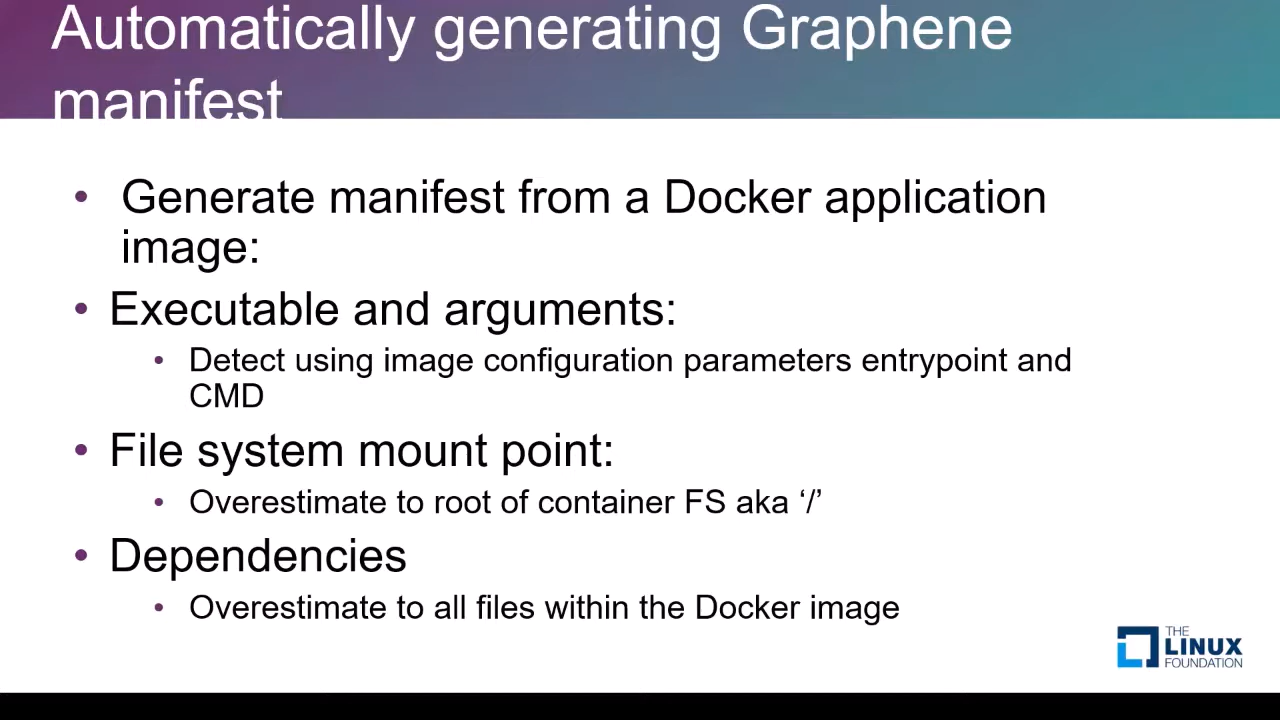 Automatically generating Graphene
manifest
• Generate manifest from a Docker application
image:
• Executable and arguments:
• Detect using image configuration parameters entrypoint and
CMD
• File system mount point:
• Overestimate to root of container FS aka ‘/’
• Dependencies
• Overestimate to all files within the Docker image
THE
LINUX
FOUNDATION